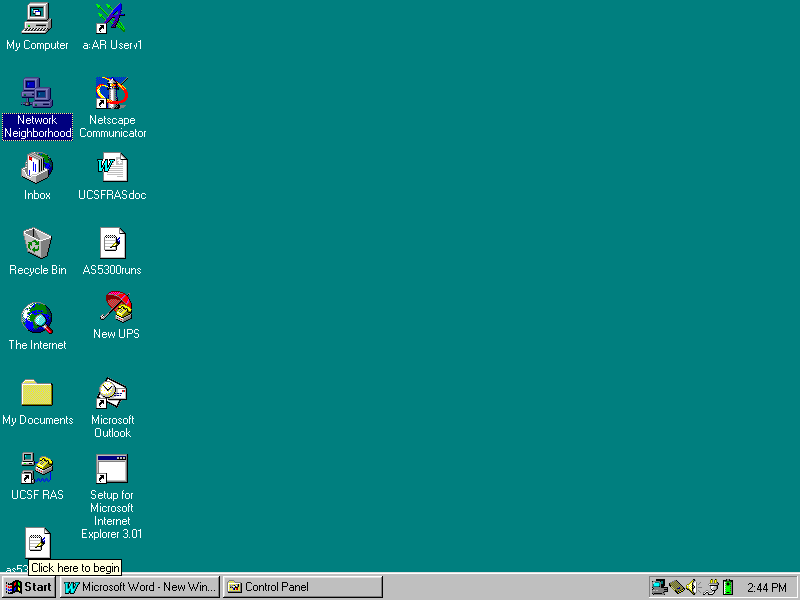 My Computer
a:AR Userv1
Network
Neighborhood
Netscape
Communicator
Inbox
UCSFRASdoc
Recycle Bin
AS5300runs
The Internet
New UPS
My Documents
Microsoft
Outlook
UCSF RAS
Setup for
Microsoft
Internet
Explorer 3.01
as53
Click here to begin
Start
Microsoft Word - New Win...
Control Panel
2:44 PM